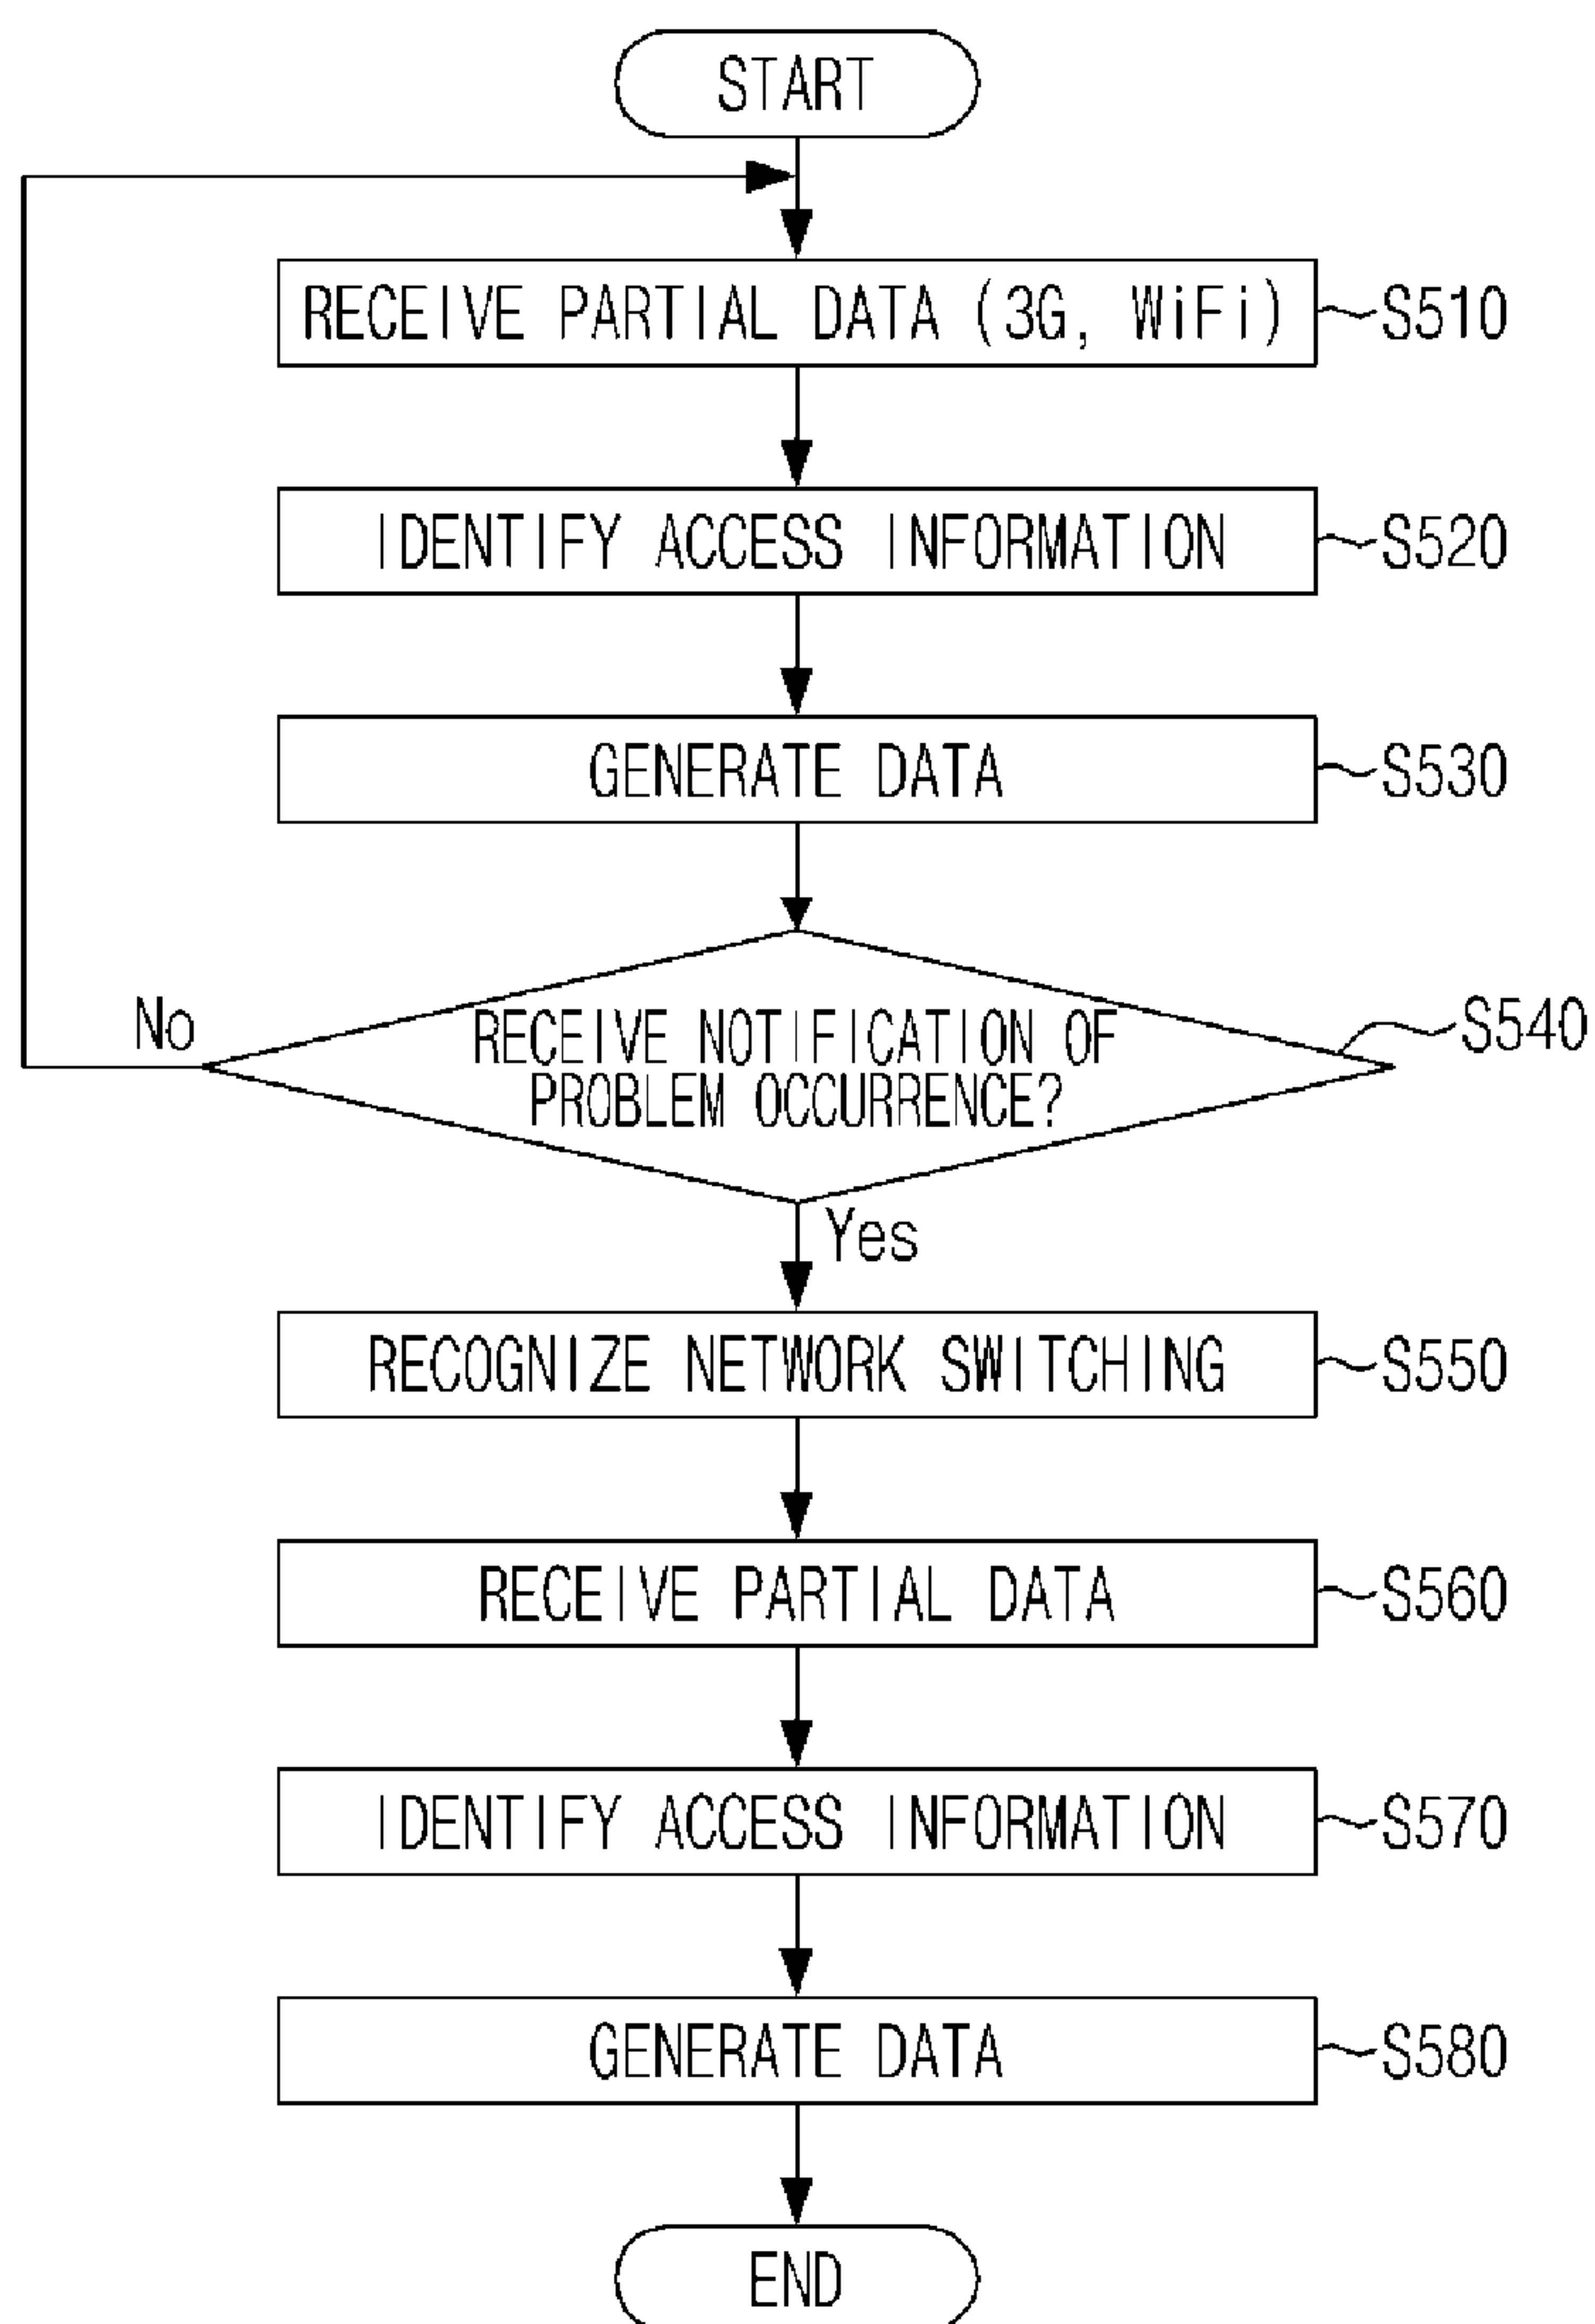 START
RECEIVE PARTIAL DATA (3G, WiFi)
S510
IDENTIFY ACCESS INFORMATION
S520
GENERATE DATA
S530
No
RECEIVE NOTIFICATION OF
PROBLEM OCCURRENCE?
S540
Yes
RECOGNIZE NETWORK SWITCHING
S550
RECEIVE PARTIAL DATA
S560
IDENTIFY ACCESS INFORMATION
S570
GENERATE DATA
S580
END